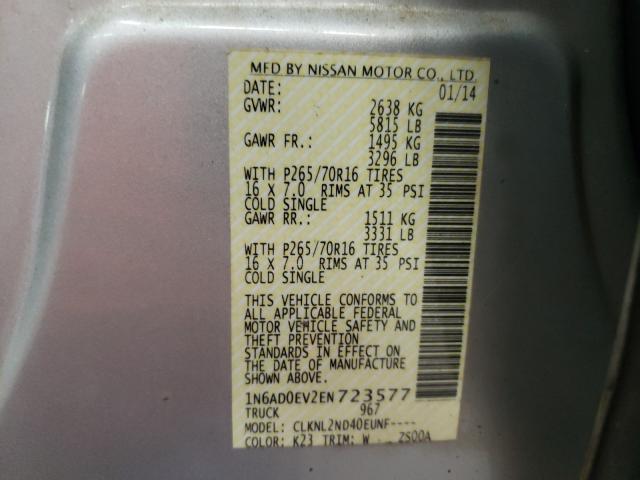 MFD BY NISSAN MOTOR CO., LTD.
DATE: 01/14
GVWR: 2638 KG
5815 LB
GAWR FR.: 1495 KG
3296 LB
WITH P265/70R16 TIRES
16 X 7.0 RIMS AT 35 PSI
COLD SINGLE
GAWR RR.: 1511 KG
3331 LB
WITH P265/70R16 TIRES
16 X 7.0 RIMS AT 35 PSI
COLD SINGLE
THIS VEHICLE CONFORMS TO
ALL APPLICABLE FEDERAL
MOTOR VEHICLE SAFETY AND
THEFT PREVENTION
STANDARDS IN EFFECT ON
THE DATE OF MANUFACTURE
SHOWN ABOVE.
1N6AD0EV2EN723577
TRUCK 967
MODEL: CLKNL2ND40EUNF----
COLOR: K23 TRIM: W ZS00A